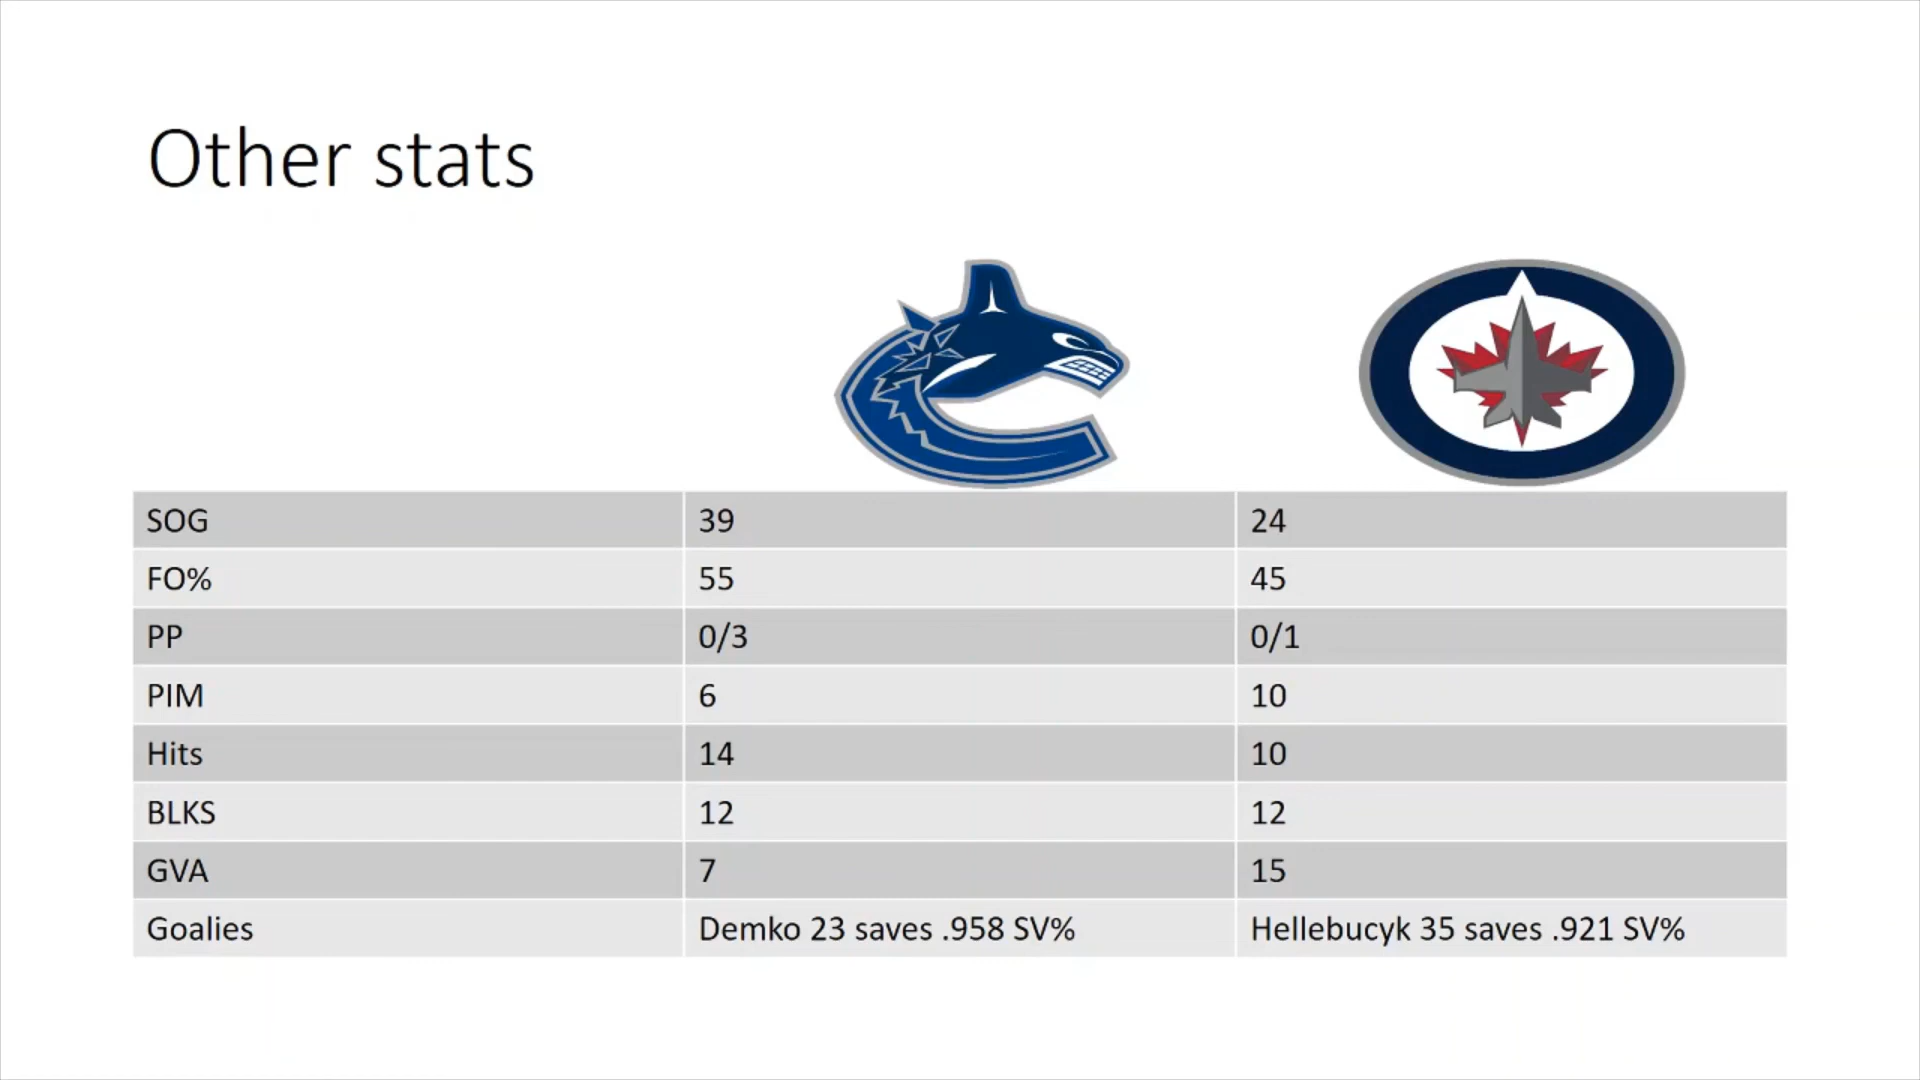 Other stats
SOG 39 24
FO% 55 45
PP 0/3 0/1
PIM 6 10
Hits 14 10
BLKS 12 12
GVA 7 15
Goalies Demko 23 saves .958 SV% Hellebucyk 35 saves .921 SV%